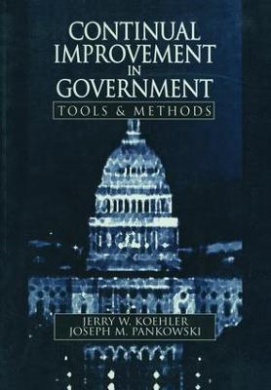 CONTINUAL
IMPROVEMENT IN
GOVERNMENT
TOOLS & METHODS
JERRY W. KOEHLER
JOSEPH M. PANKOWSKI